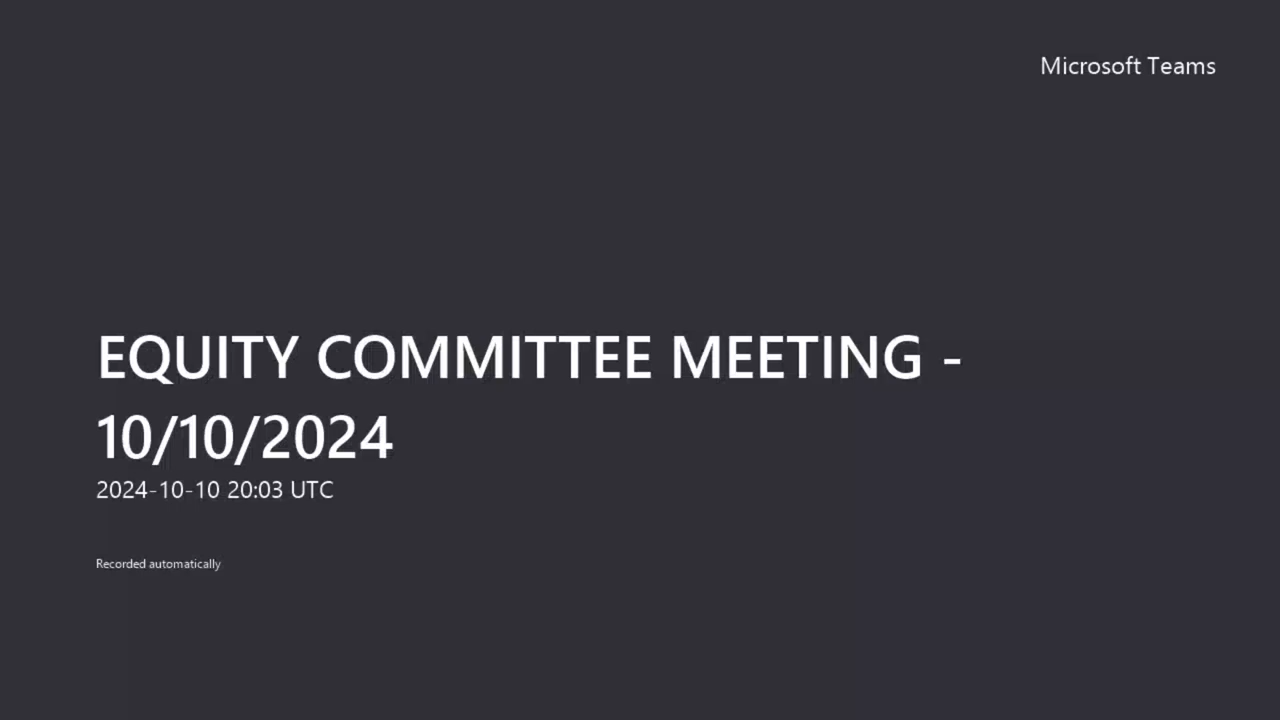 Microsoft Teams
EQUITY COMMITTEE MEETING -
10/10/2024
2024-10-10 20:03 UTC
Recorded automatically